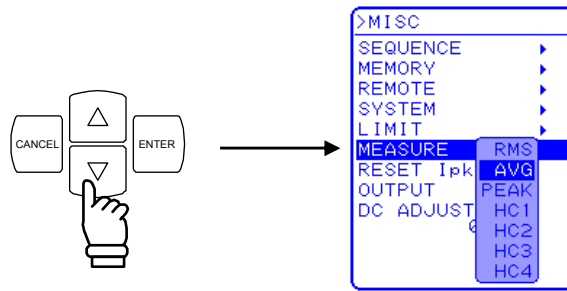 CANCEL
ENTER
>MISC
SEQUENCE
MEMORY
REMOTE
SYSTEM
LIMIT
MEASURE RMS
RESET Ipk AVG
OUTPUT PEAK
DC ADJUST HC1
HC2
HC3
HC4